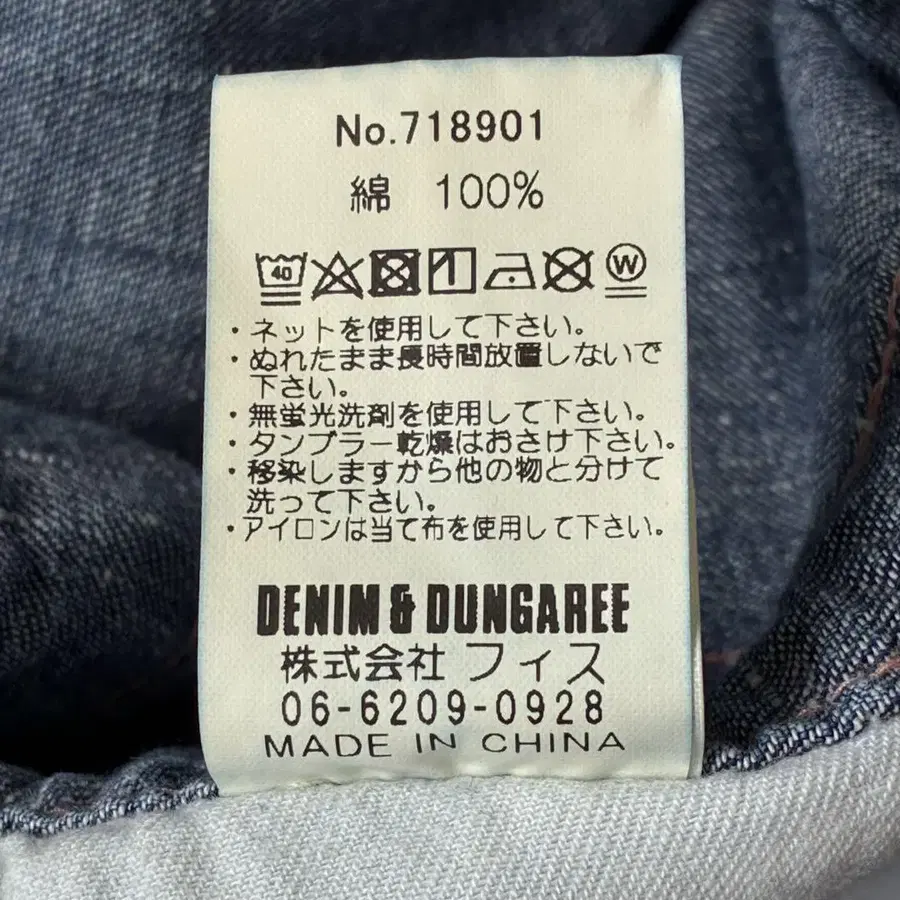 No.718901
綿 100%
40 W
・ネットを使用して下さい。
・ぬれたまま長時間放置しないで
下さい。
・無蛍光洗剤を使用して下さい。
・タンブラー乾燥はおさけ下さい。
・移染しますから他の物と分けて
洗って下さい。
・アイロンは当て布を使用して下さい。
DENIM & DUNGAREE
株式会社 フィス
06-6209-0928
MADE IN CHINA